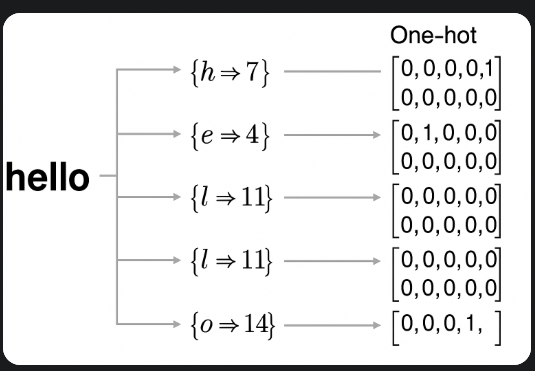 One-hot
hello
{h ⇒ 7}
[0,0,0,0,1
0,0,0,0,0]
{e ⇒ 4}
[0,1,0,0,0
0,0,0,0,0]
{l ⇒ 11}
[0,0,0,0,0
0,0,0,0,0]
{l ⇒ 11}
[0,0,0,0,0
0,0,0,0,0]
{o ⇒ 14}
[0,0,0,1, ]